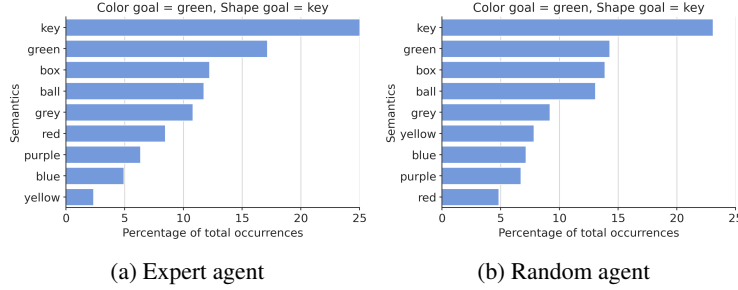 Color goal = green, Shape goal = key
key
green
box
ball
grey
red
purple
blue
yellow
Semantics
0 5 10 15 20 25
Percentage of total occurrences
(a) Expert agent
Color goal = green, Shape goal = key
key
green
box
ball
grey
yellow
blue
purple
red
Semantics
0 5 10 15 20 25
Percentage of total occurrences
(b) Random agent